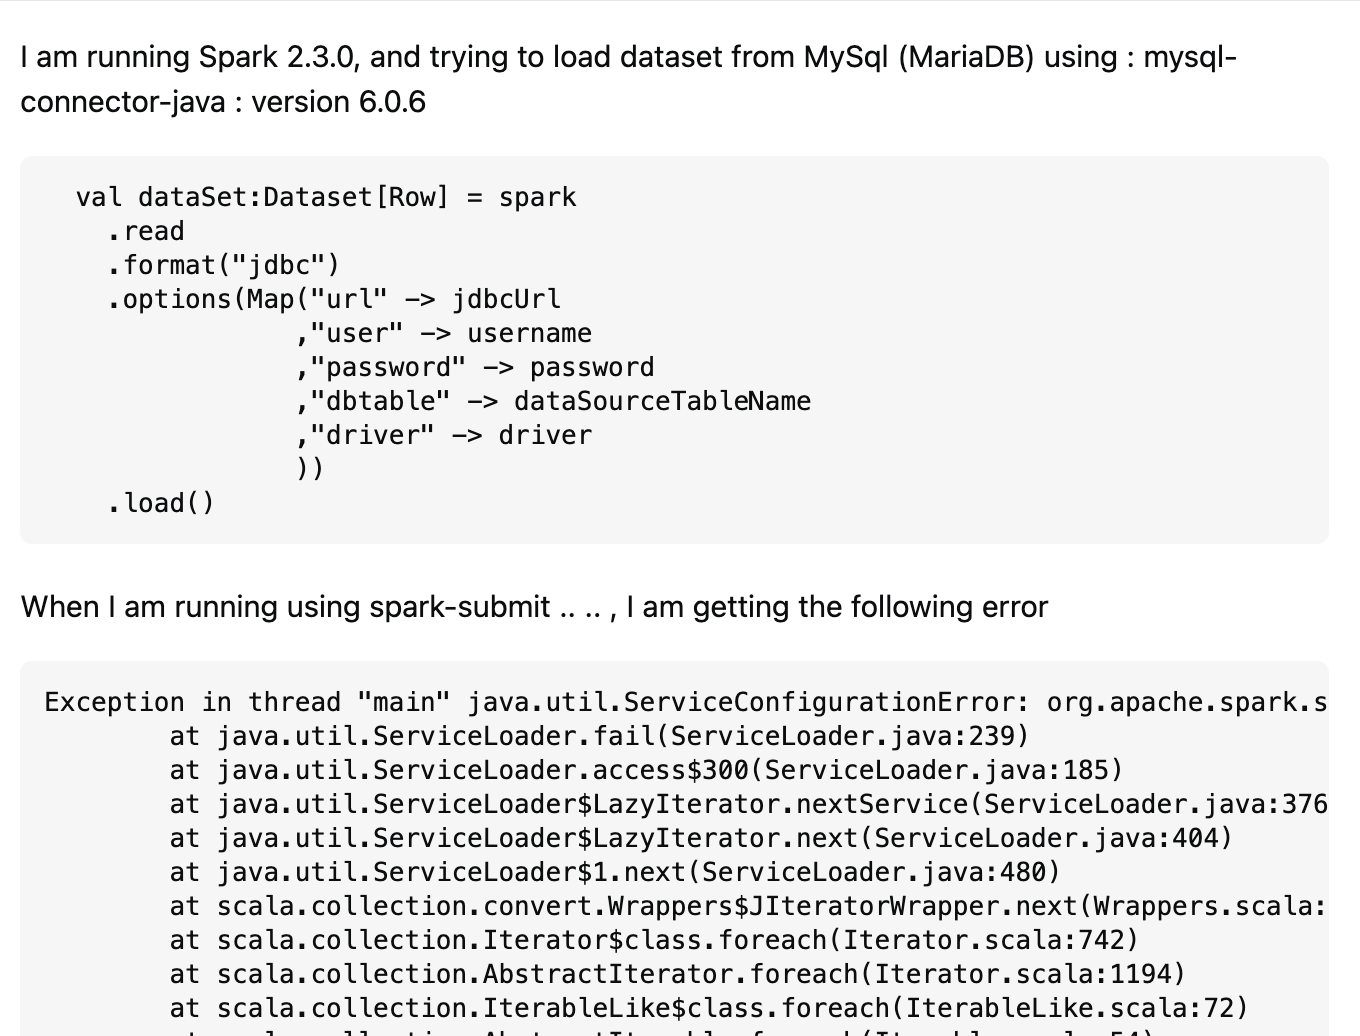 I am running Spark 2.3.0, and trying to load dataset from MySql (MariaDB) using : mysql-
connector-java : version 6.0.6
val dataSet:Dataset[Row] = spark
.read
.format("jdbc")
.options(Map("url" -> jdbcUrl
,"user" -> username
,"password" -> password
,"dbtable" -> dataSourceTableName
,"driver" -> driver
))
.load()
When I am running using spark-submit .. .. , I am getting the following error
Exception in thread "main" java.util.ServiceConfigurationError: org.apache.spark.s
at java.util.ServiceLoader.fail(ServiceLoader.java:239)
at java.util.ServiceLoader.access$300(ServiceLoader.java:185)
at java.util.ServiceLoader$LazyIterator.nextService(ServiceLoader.java:376
at java.util.ServiceLoader$LazyIterator.next(ServiceLoader.java:404)
at java.util.ServiceLoader$1.next(ServiceLoader.java:480)
at scala.collection.convert.Wrappers$JIteratorWrapper.next(Wrappers.scala:
at scala.collection.Iterator$class.foreach(Iterator.scala:742)
at scala.collection.AbstractIterator.foreach(Iterator.scala:1194)
at scala.collection.IterableLike$class.foreach(IterableLike.scala:72)